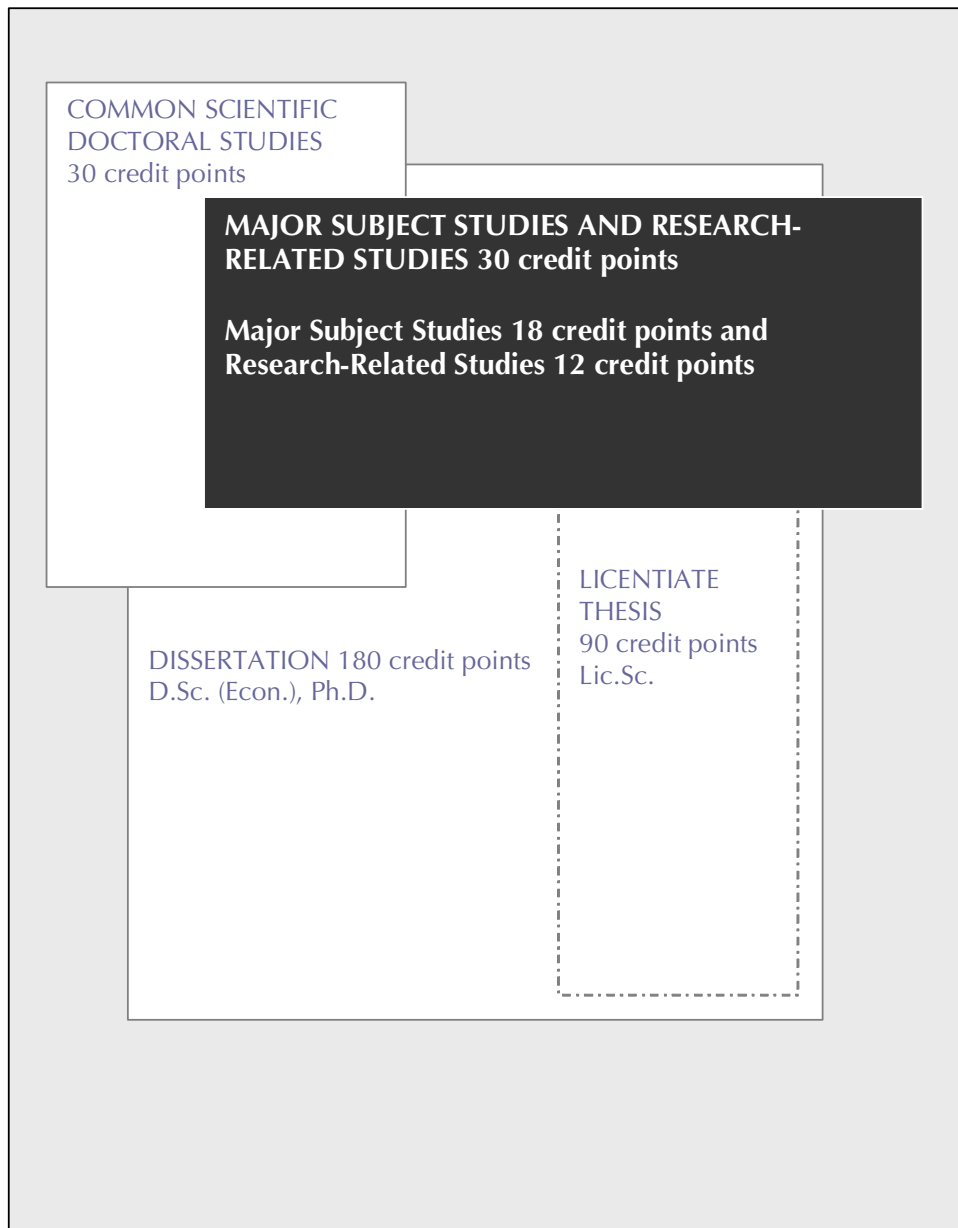 COMMON SCIENTIFIC
DOCTORAL STUDIES
30 credit points
MAJOR SUBJECT STUDIES AND RESEARCH-
RELATED STUDIES 30 credit points
Major Subject Studies 18 credit points and
Research-Related Studies 12 credit points
LICENTIATE
THESIS
90 credit points
Lic.Sc.
DISSERTATION 180 credit points
D.Sc. (Econ.), Ph.D.